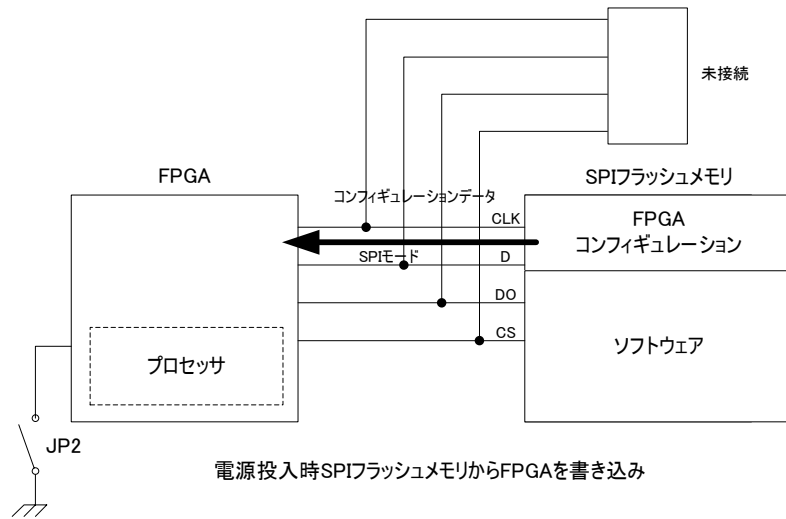 未接続
FPGA
SPIフラッシュメモリ
コンフィギュレーションデータ
CLK
FPGA
コンフィギュレーション
SPIモード
D
DO
CS
プロセッサ
ソフトウェア
JP2
電源投入時SPIフラッシュメモリからFPGAを書き込み